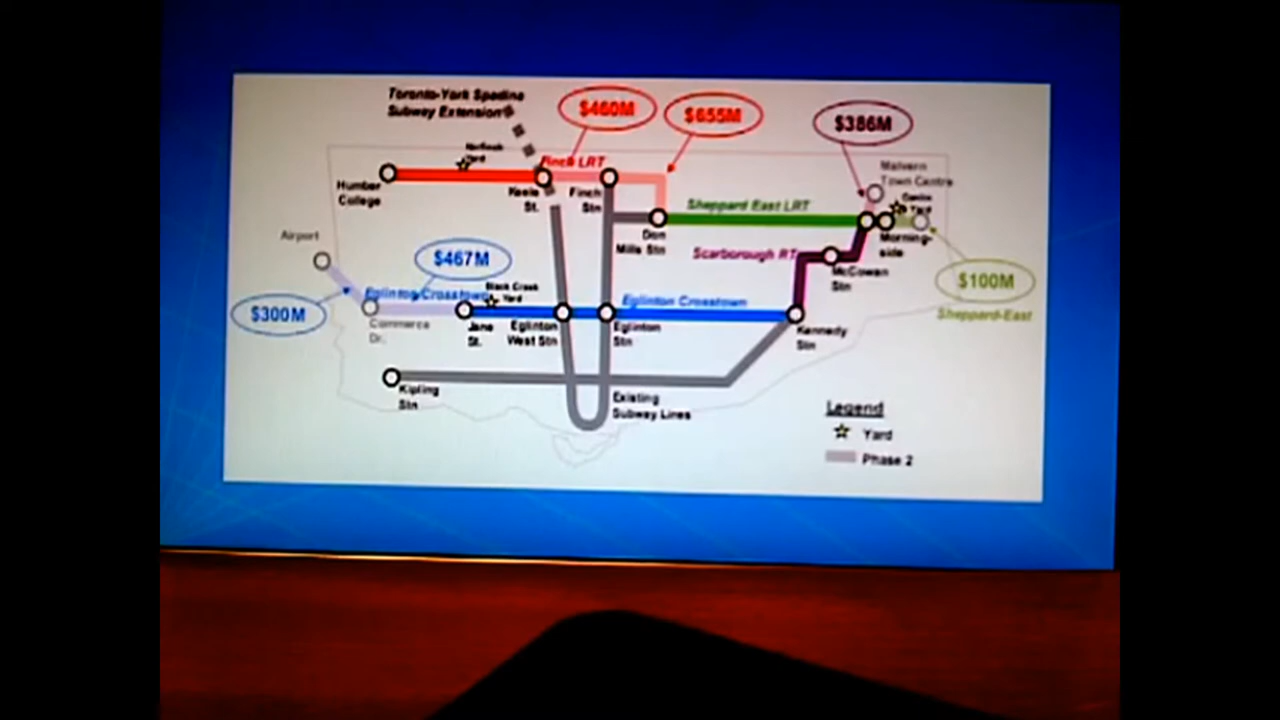 Toronto-York Spadina
Subway Extension
$460M
$655M
$386M
Finch LRT
Yard
Humber
College
Keele
St.
Finch
Stn
Malvern
Town Centre
Yard
Sheppard East LRT
Don
Mills Stn
Morning-
side
Airport
$467M
Scarborough RT
McCowan
Stn
$100M
Sheppard-East
$300M
Eglinton Crosstown
Black Creek
Yard
Eglinton Crosstown
Commerce
Dr.
Jane
St.
Eglinton
West Stn
Eglinton
Stn
Kennedy
Stn
Kipling
Stn
Existing
Subway Lines
Legend
Yard
Phase 2